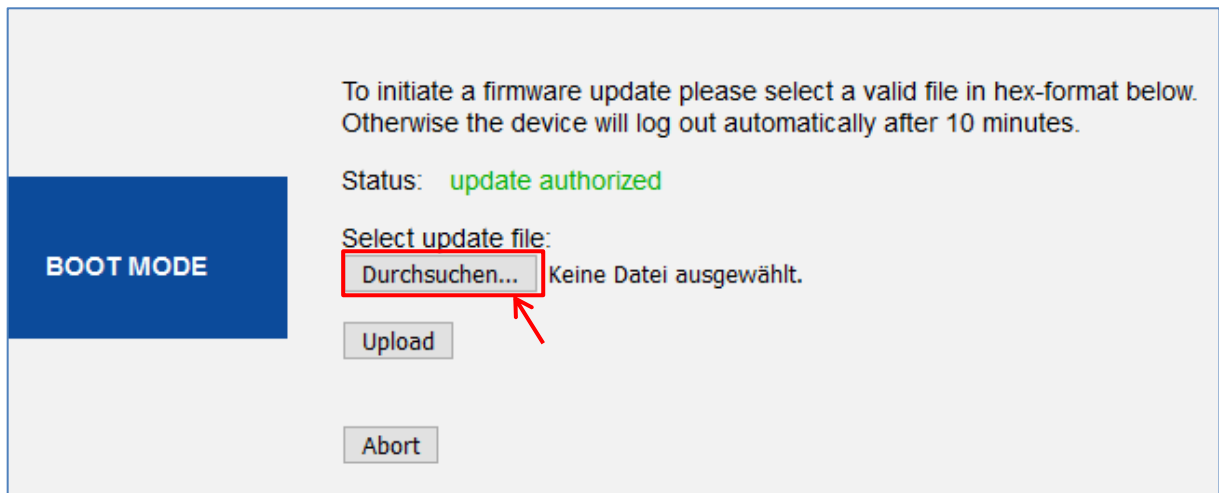 To initiate a firmware update please select a valid file in hex-format below.
Otherwise the device will log out automatically after 10 minutes.
Status: update authorized
Select update file:
BOOT MODE
Durchsuchen... Keine Datei ausgewählt.
Upload
Abort